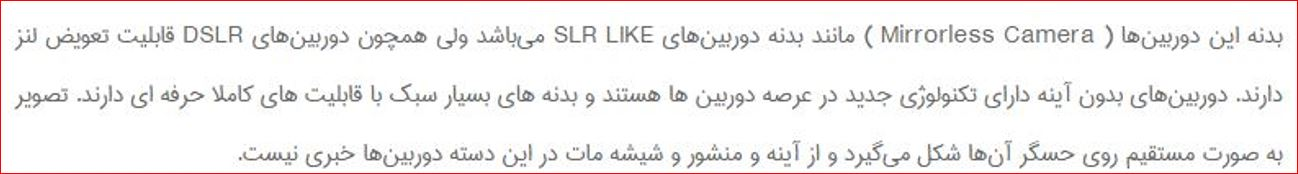 بدنه این دوربین‌ها ( Mirrorless Camera ) مانند بدنه دوربین‌های SLR LIKE می‌باشد ولی همچون دوربین‌های DSLR قابلیت تعویض لنز
دارند. دوربین‌های بدون آینه دارای تکنولوژی جدید در عرصه دوربین ها هستند و بدنه های بسیار سبک با قابلیت های کاملا حرفه ای دارند. تصویر
به صورت مستقیم روی حسگر آن‌ها شکل می‌گیرد و از آینه و منشور و شیشه مات در این دسته دوربین‌ها خبری نیست.